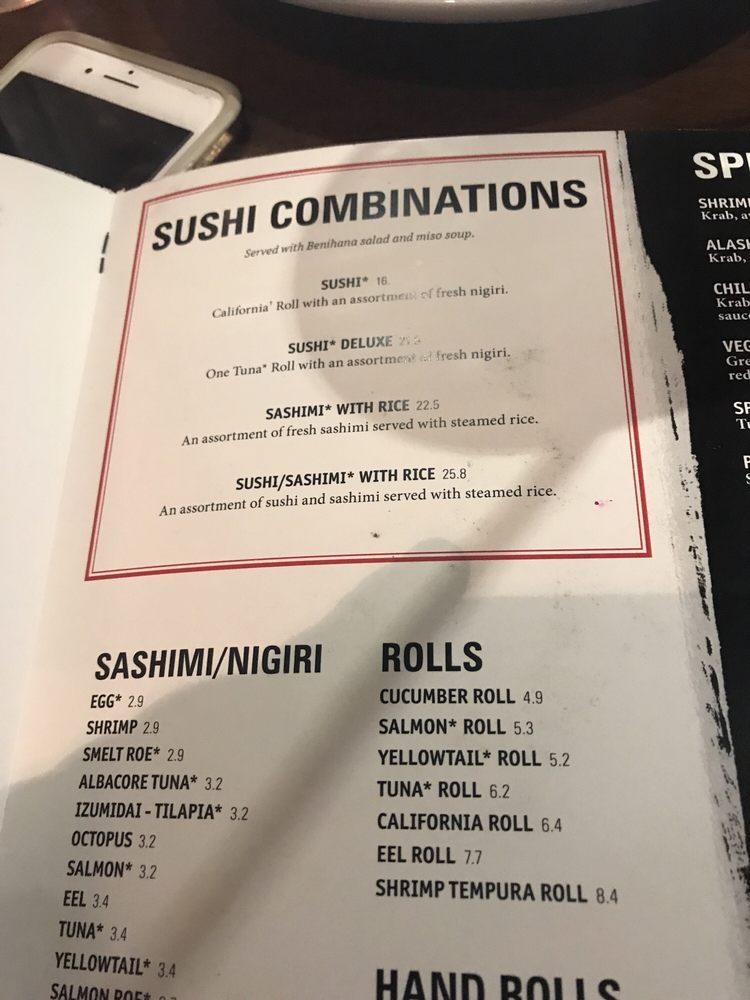 SUSHI COMBINATIONS
Served with Benihana salad and miso soup.
SUSHI* 16
California* Roll with an assortment of fresh nigiri.
SUSHI* DELUXE
One Tuna* Roll with an assortment of fresh nigiri.
SASHIMI* WITH RICE 22.5
An assortment of fresh sashimi served with steamed rice.
SUSHI/SASHIMI* WITH RICE 25.8
An assortment of sushi and sashimi served with steamed rice.
SASHIMI/NIGIRI
EGG* 2.9
SHRIMP 2.9
SMELT ROE* 2.9
ALBACORE TUNA* 3.2
IZUMIDAI - TILAPIA* 3.2
OCTOPUS 3.2
SALMON* 3.2
EEL 3.4
TUNA* 3.4
YELLOWTAIL* 3.4
SALMON ROE*
ROLLS
CUCUMBER ROLL 4.9
SALMON* ROLL 5.3
YELLOWTAIL* ROLL 5.2
TUNA* ROLL 6.2
CALIFORNIA ROLL 6.4
EEL ROLL 7.7
SHRIMP TEMPURA ROLL 8.4
HAND ROLLS
SHRIM
Krab,
ALAS
Krab,
CHIL
Krab
sauc
VEG
Gre
red